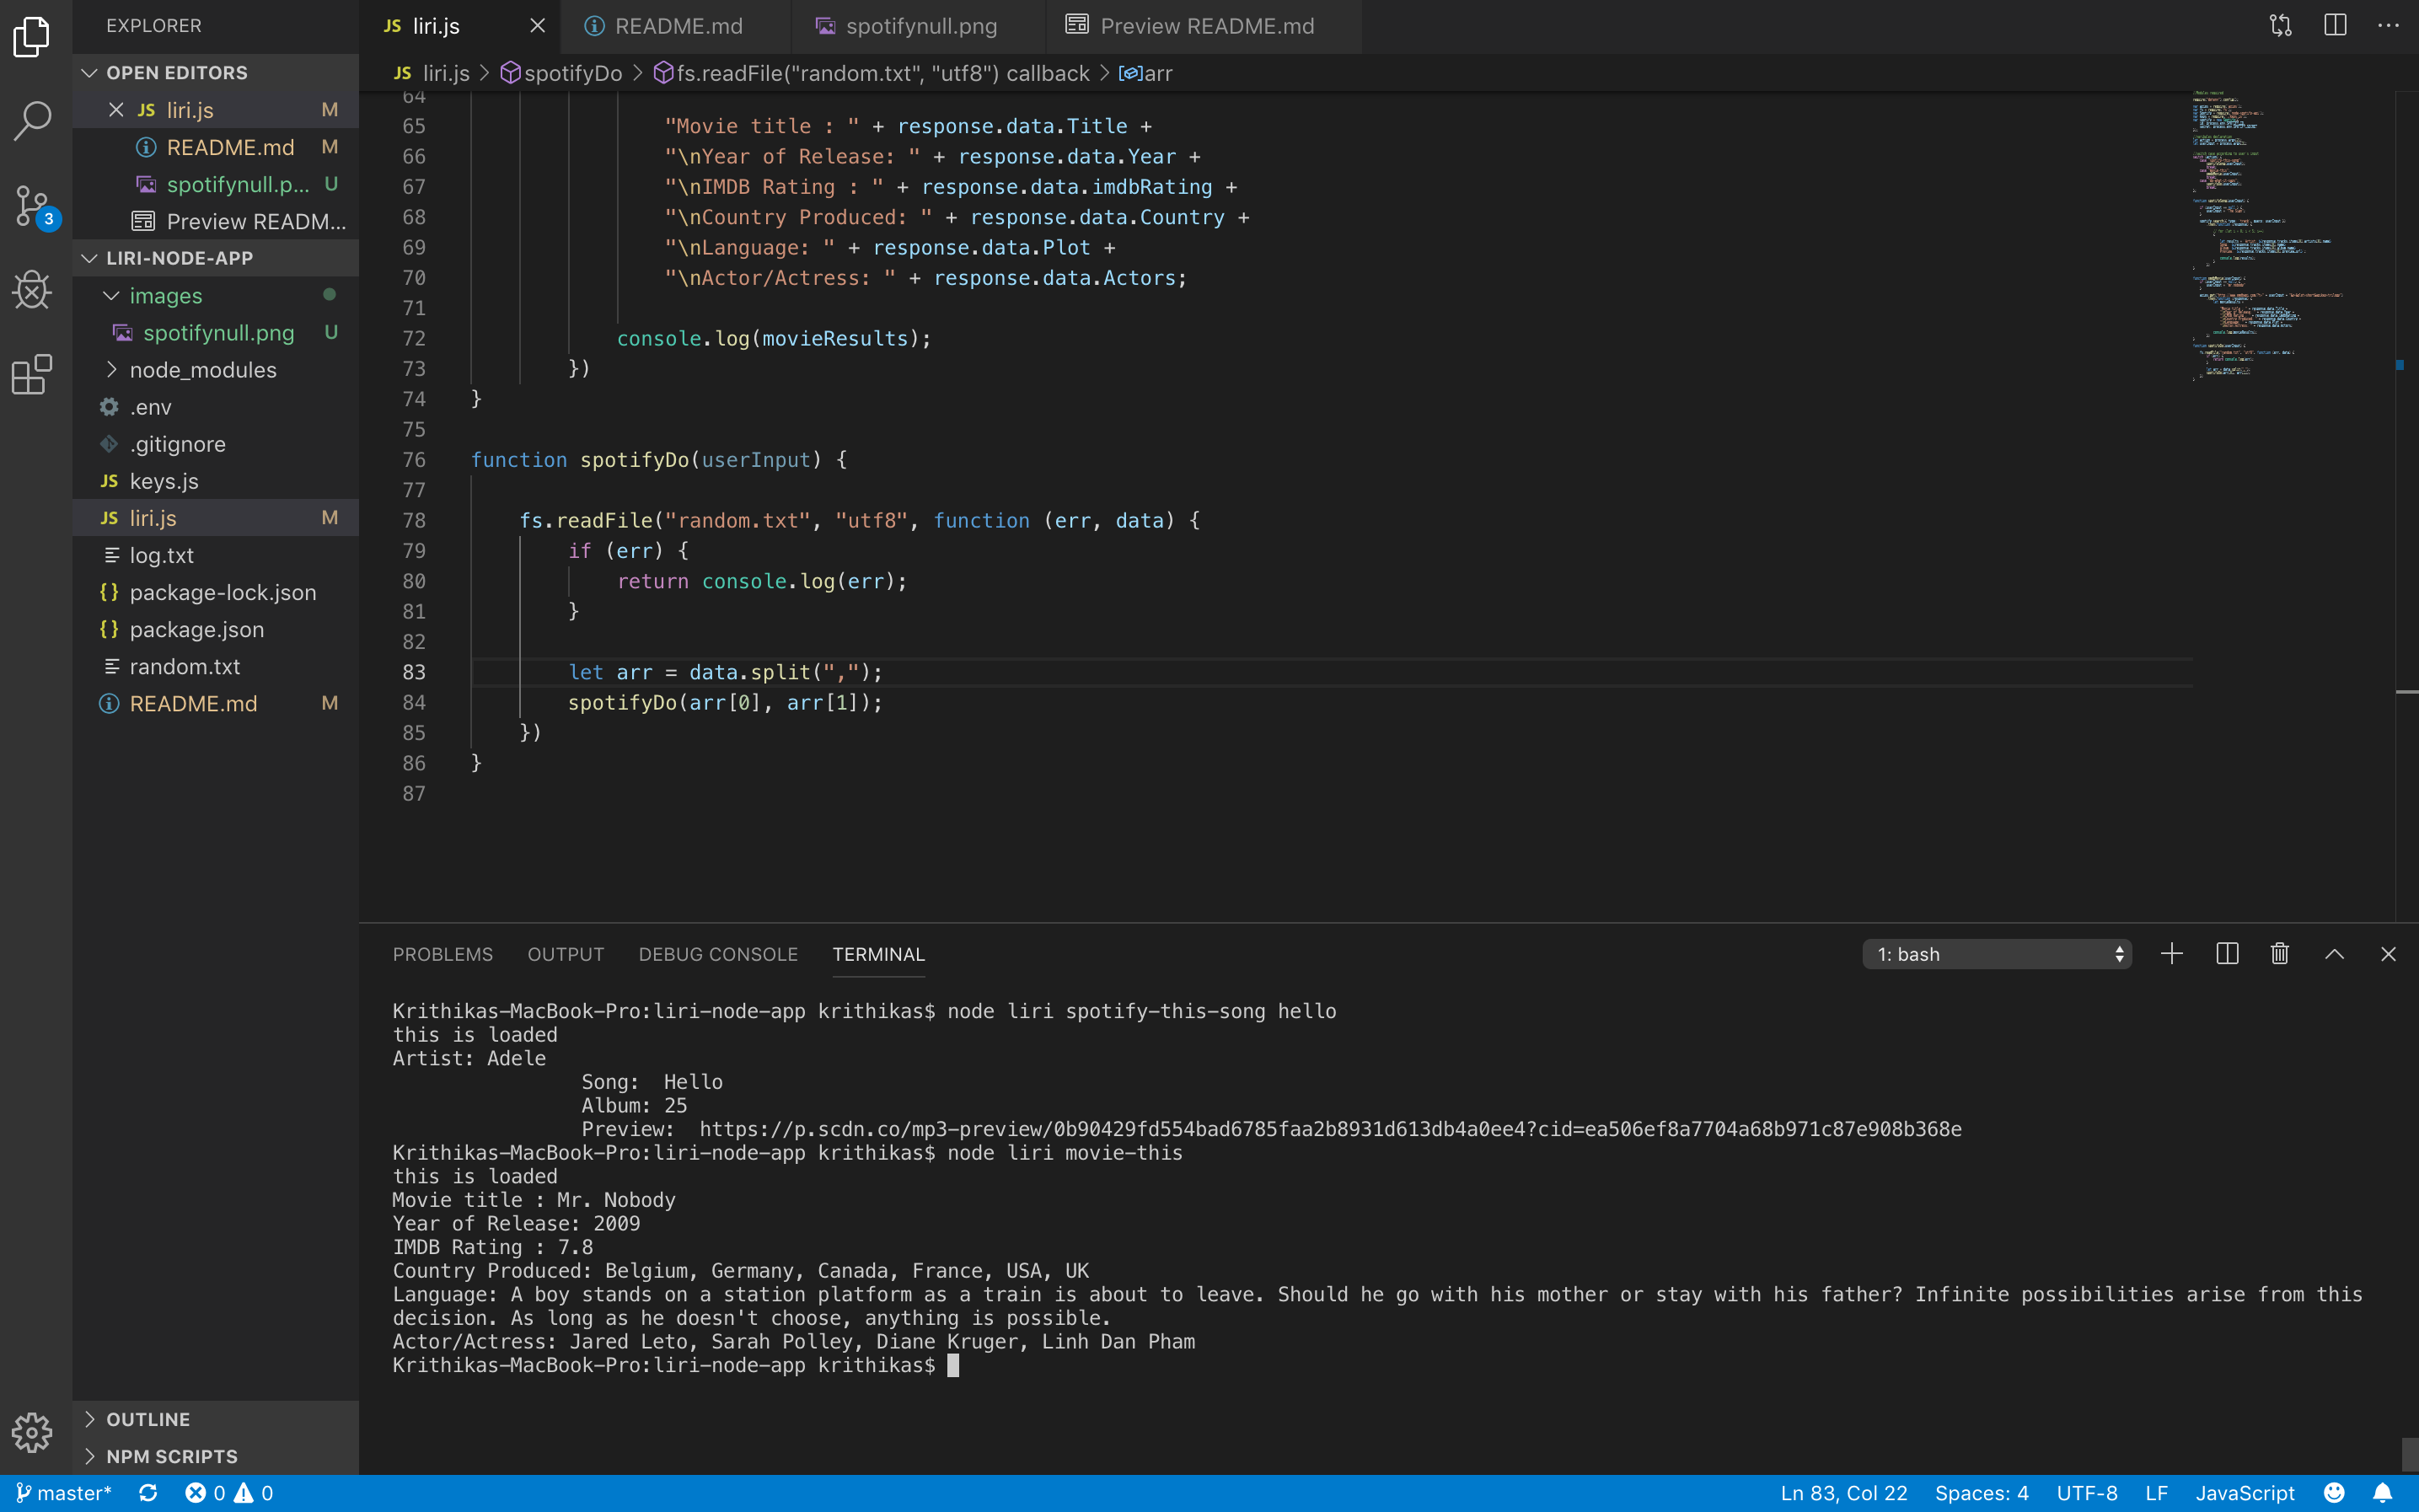 EXPLORER
OPEN EDITORS
JS liri.js M
README.md M
spotifynull.p... U
Preview READM...
LIRI-NODE-APP
images
spotifynull.png U
node_modules
.env
.gitignore
JS keys.js
JS liri.js M
log.txt
{} package-lock.json
{} package.json
random.txt
README.md M
OUTLINE
NPM SCRIPTS
3
JS liri.js
README.md
spotifynull.png
Preview README.md
JS liri.js > spotifyDo > fs.readFile("random.txt", "utf8") callback > arr
64
65 "Movie title : " + response.data.Title +
66 "\nYear of Release: " + response.data.Year +
67 "\nIMDB Rating : " + response.data.imdbRating +
68 "\nCountry Produced: " + response.data.Country +
69 "\nLanguage: " + response.data.Plot +
70 "\nActor/Actress: " + response.data.Actors;
71
72 console.log(movieResults);
73 })
74 }
75
76 function spotifyDo(userInput) {
77
78 fs.readFile("random.txt", "utf8", function (err, data) {
79 if (err) {
80 return console.log(err);
81 }
82
83 let arr = data.split(",");
84 spotifyDo(arr[0], arr[1]);
85 })
86 }
87
PROBLEMS OUTPUT DEBUG CONSOLE TERMINAL 1: bash
Krithikas-MacBook-Pro:liri-node-app krithikas$ node liri spotify-this-song hello
this is loaded
Artist: Adele
Song: Hello
Album: 25
Preview: https://p.scdn.co/mp3-preview/0b90429fd554bad6785faa2b8931d613db4a0ee4?cid=ea506ef8a7704a68b971c87e908b368e
Krithikas-MacBook-Pro:liri-node-app krithikas$ node liri movie-this
this is loaded
Movie title : Mr. Nobody
Year of Release: 2009
IMDB Rating : 7.8
Country Produced: Belgium, Germany, Canada, France, USA, UK
Language: A boy stands on a station platform as a train is about to leave. Should he go with his mother or stay with his father? Infinite possibilities arise from this
decision. As long as he doesn't choose, anything is possible.
Actor/Actress: Jared Leto, Sarah Polley, Diane Kruger, Linh Dan Pham
Krithikas-MacBook-Pro:liri-node-app krithikas$
master* 0 0 Ln 83, Col 22 Spaces: 4 UTF-8 LF JavaScript